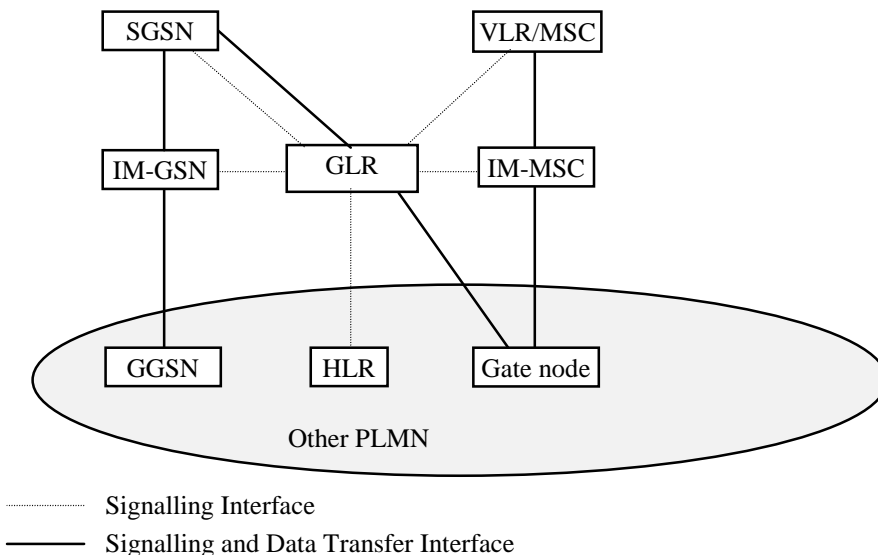 SGSN
VLR/MSC
IM-GSN
GLR
IM-MSC
GGSN
HLR
Gate node
Other PLMN
Signalling Interface
Signalling and Data Transfer Interface